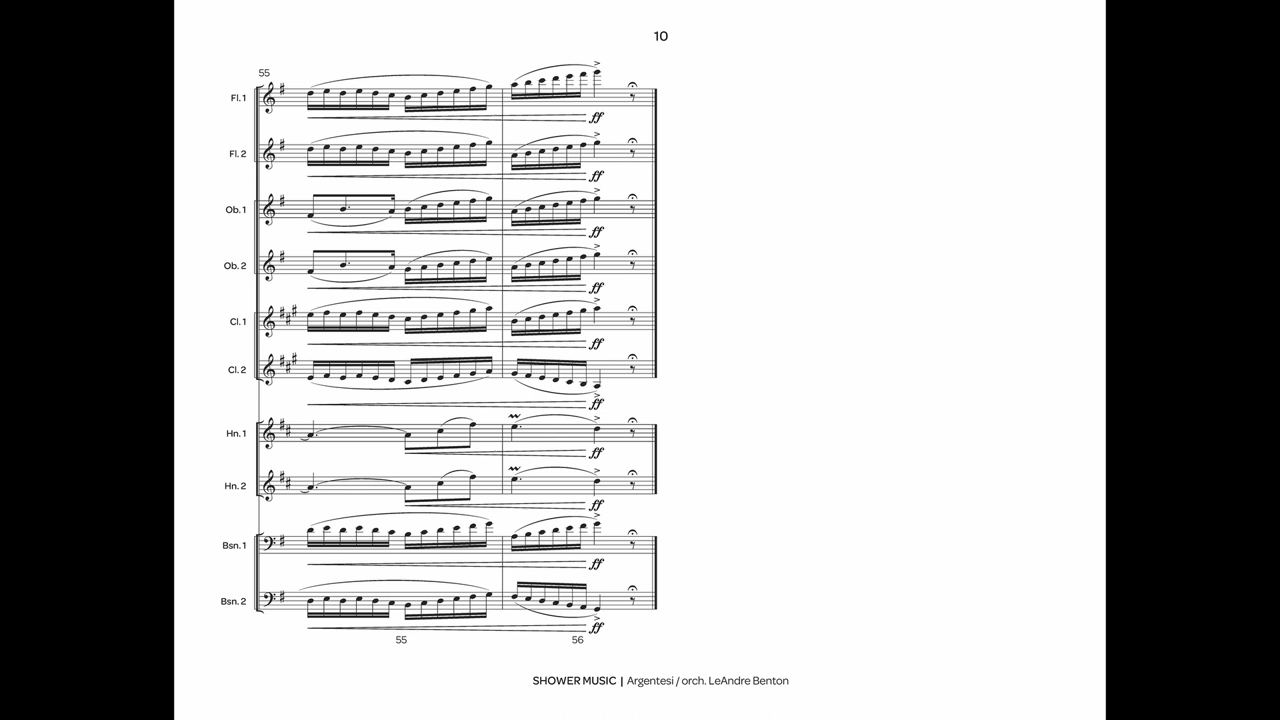 10
55
Fl. 1
ff
Fl. 2
ff
Ob. 1
ff
Ob. 2
ff
Cl. 1
ff
Cl. 2
ff
Hn. 1
ff
Hn. 2
ff
Bsn. 1
ff
Bsn. 2
ff
55 56
SHOWER MUSIC | Argentesi / orch. LeAndre Benton